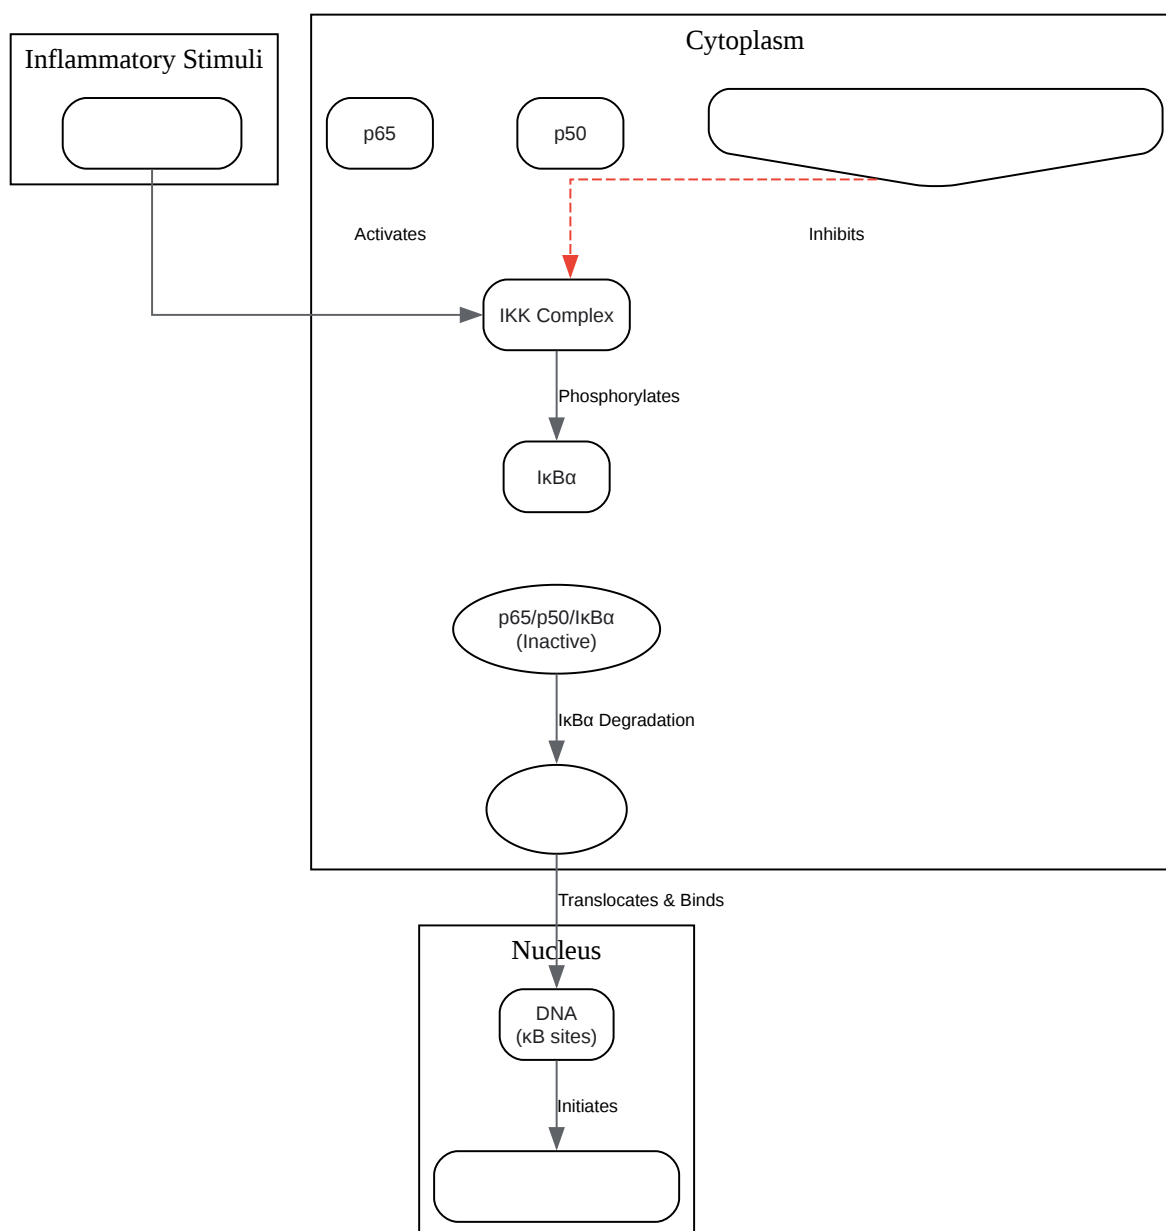 Inflammatory Stimuli
Cytoplasm
p65
p50
Activates
Inhibits
IKK Complex
Phosphorylates
IκBα
p65/p50/IκBα
(Inactive)
IκBα Degradation
Translocates & Binds
Nucleus
DNA
(κB sites)
Initiates